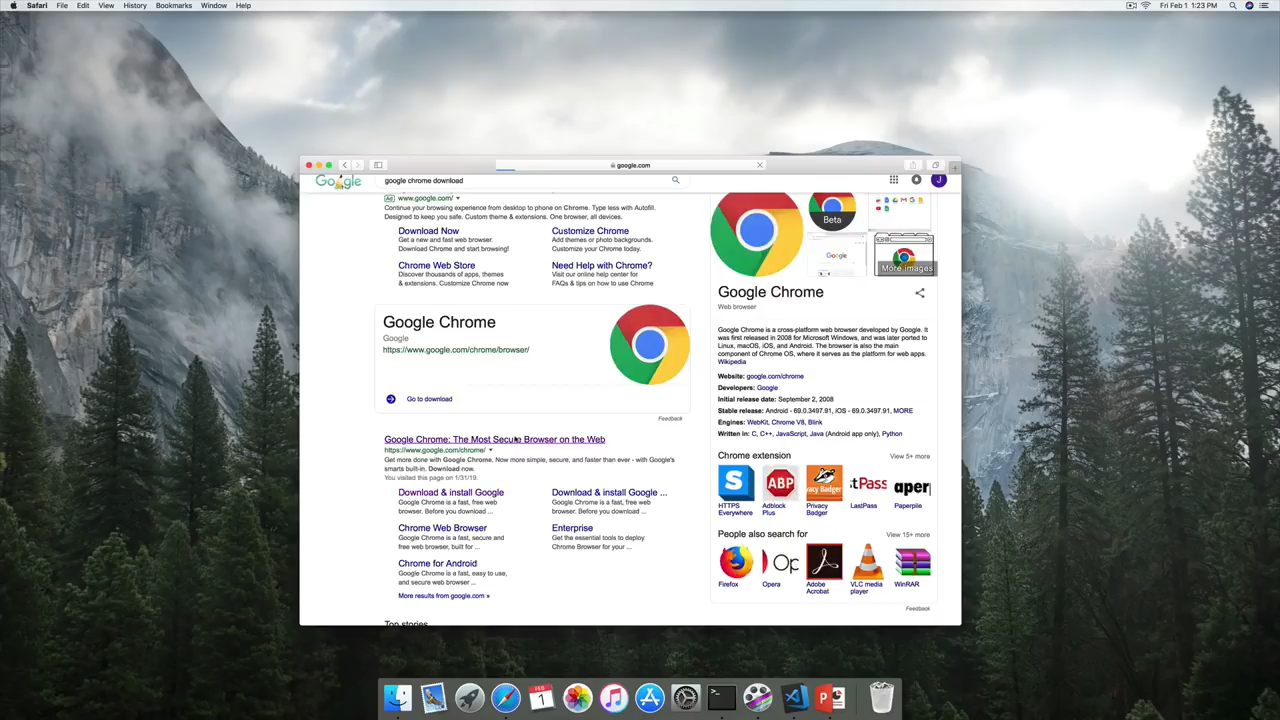 Safari File Edit View History Bookmarks Window Help
Fri Feb 1 1:23 PM
google.com
Google
google chrome download
J
Ad www.google.com/
Continue your browsing experience from desktop to phone on Chrome. Type less with Autofill.
Designed to keep you safe. Custom theme & extensions. One browser, all devices.
Download Now
Get a new and fast web browser.
Download Chrome and start browsing!
Customize Chrome
Add themes or photo backgrounds.
Customize your Chrome today.
Chrome Web Store
Discover thousands of apps, themes
& extensions. Customize Chrome now
Need Help with Chrome?
Visit our online help center for
FAQs & tips on how to use Chrome
Google Chrome
Google
https://www.google.com/chrome/browser/
Go to download
Feedback
Google Chrome: The Most Secure Browser on the Web
https://www.google.com/chrome/
Get more done with Google Chrome. Now more simple, secure, and faster than ever - with Google's
smarts built-in. Download now.
You visited this page on 1/31/19.
Download & install Google
Google Chrome is a fast, free web
browser. Before you download ...
Download & install Google ...
Google Chrome is a fast, free web
browser. Before you download ...
Chrome Web Browser
Google Chrome is a fast, secure and
free web browser, built for ...
Enterprise
Get the essential tools to deploy
Chrome Browser for your ...
Chrome for Android
Google Chrome is a fast, easy to use,
and secure web browser ...
More results from google.com »
Top stories
Beta
Google
More images
Google Chrome
Web browser
Google Chrome is a cross-platform web browser developed by Google. It
was first released in 2008 for Microsoft Windows, and was later ported to
Linux, macOS, iOS, and Android. The browser is also the main
component of Chrome OS, where it serves as the platform for web apps.
Wikipedia
Website: google.com/chrome
Developers: Google
Initial release date: September 2, 2008
Stable release: Android - 69.0.3497.91, iOS - 69.0.3497.91, MORE
Engines: WebKit, Chrome V8, Blink
Written in: C, C++, JavaScript, Java (Android app only), Python
Chrome extension
View 5+ more
S
ABP
acy Badger
astPass
aper
HTTPS
Everywhere
Adblock
Plus
Privacy
Badger
LastPass
Paperpile
People also search for
View 15+ more
Op
Firefox
Opera
Adobe
Acrobat
VLC media
player
WinRAR
Feedback
FEB
1